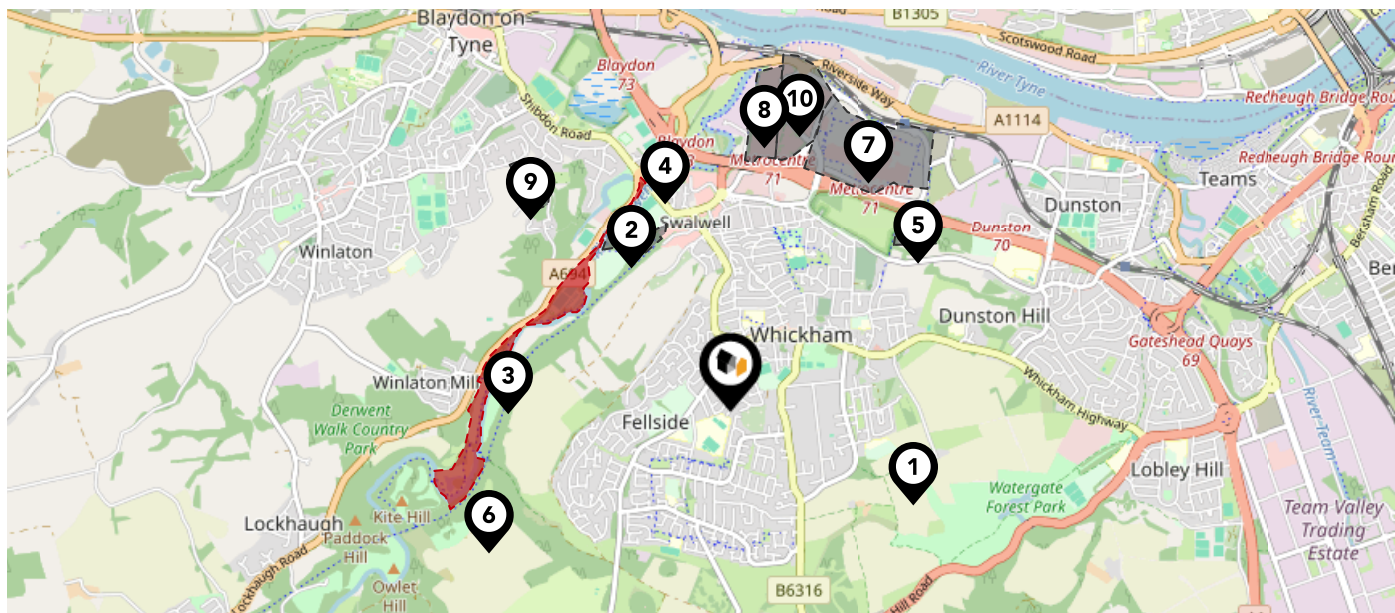 B1305
Road
Blaydon on
Tyne
Scotswood Road
Blaydon
73
River Tyne
Riverside Way
Redheugh Bridge Rou
Shibdon Road
8
10
A1114
Blaydon
7
Metrocentre
71
Redheugh Bridge Rou
4
9
Metrocentre
71
Teams
Dunston
2
Swalwell
5
Dunston
70
Bensham Road
Winlaton
A694
Ben
Whickham
Dunston Hill
Gateshead Quays
69
3
Winlaton Mill
Whickham Highway
River Team
Derwent
Walk Country
Park
Fellside
1
Lobley Hill
Watergate
Forest Park
6
Kite Hill
Lockhaugh
Paddock
Hill
Team Valley
Trading
Estate
Lockhaugh Road
Owlet
Hill
B6316
Hill Road